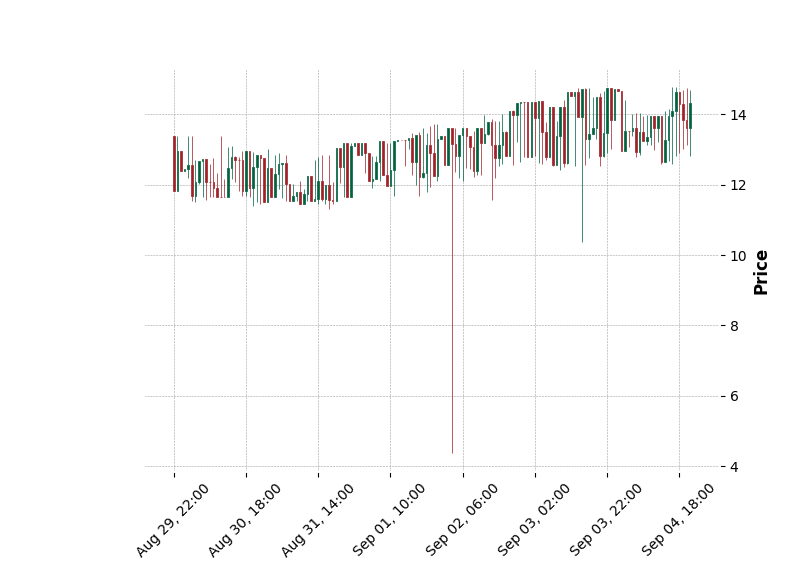 14
12
10
8
6
4
Price
Aug 29, 22:00
Aug 30, 18:00
Aug 31, 14:00
Sep 01, 10:00
Sep 02, 06:00
Sep 03, 02:00
Sep 03, 22:00
Sep 04, 18:00